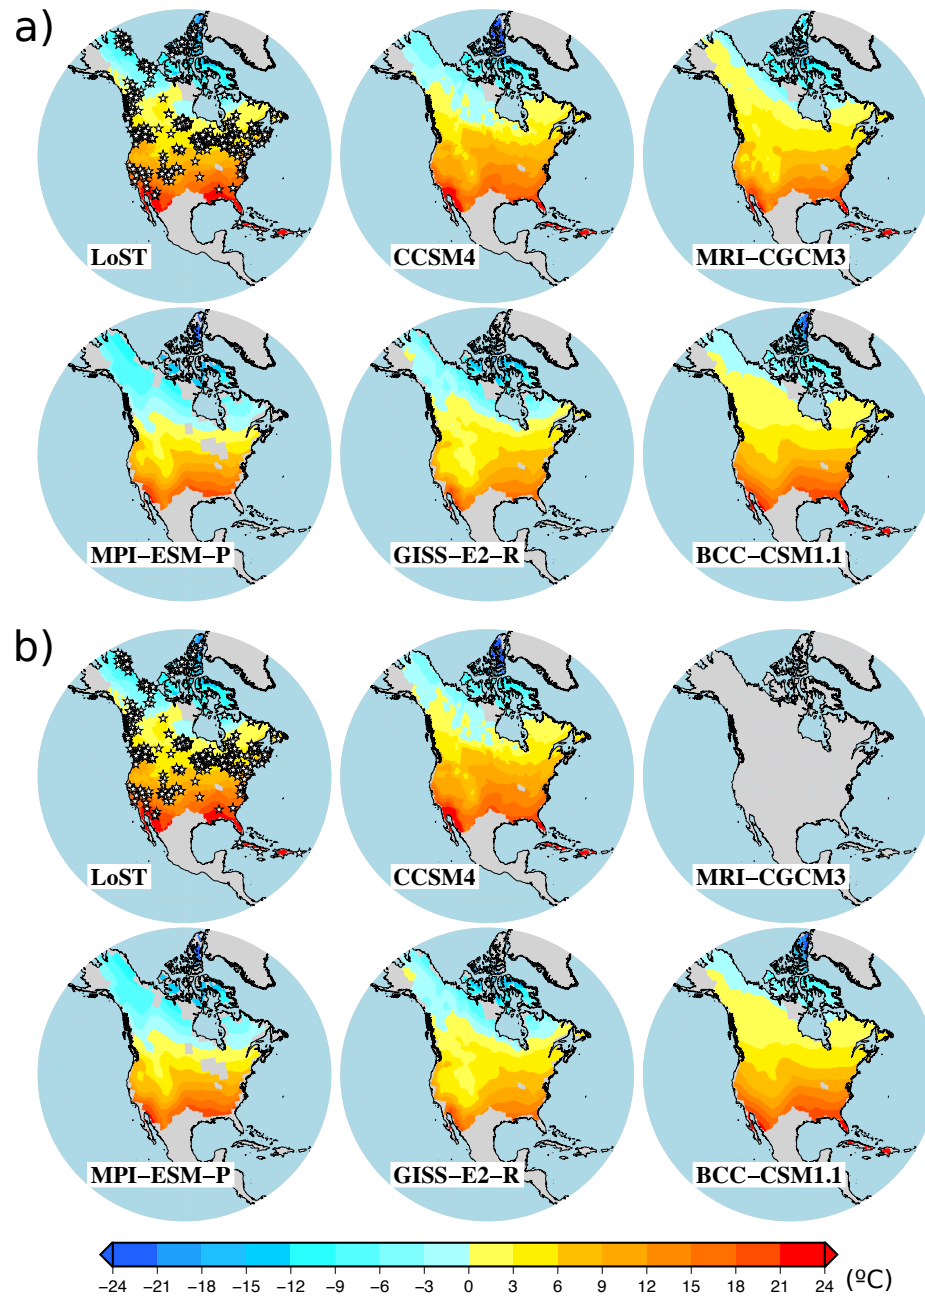 a)
LoST
CCSM4
MRI−CGCM3
MPI−ESM−P
GISS−E2−R
BCC−CSM1.1
b)
LoST
CCSM4
MRI−CGCM3
MPI−ESM−P
GISS−E2−R
BCC−CSM1.1
−24 −21 −18 −15 −12 −9 −6 −3 0 3 6 9 12 15 18 21 24 (ºC)